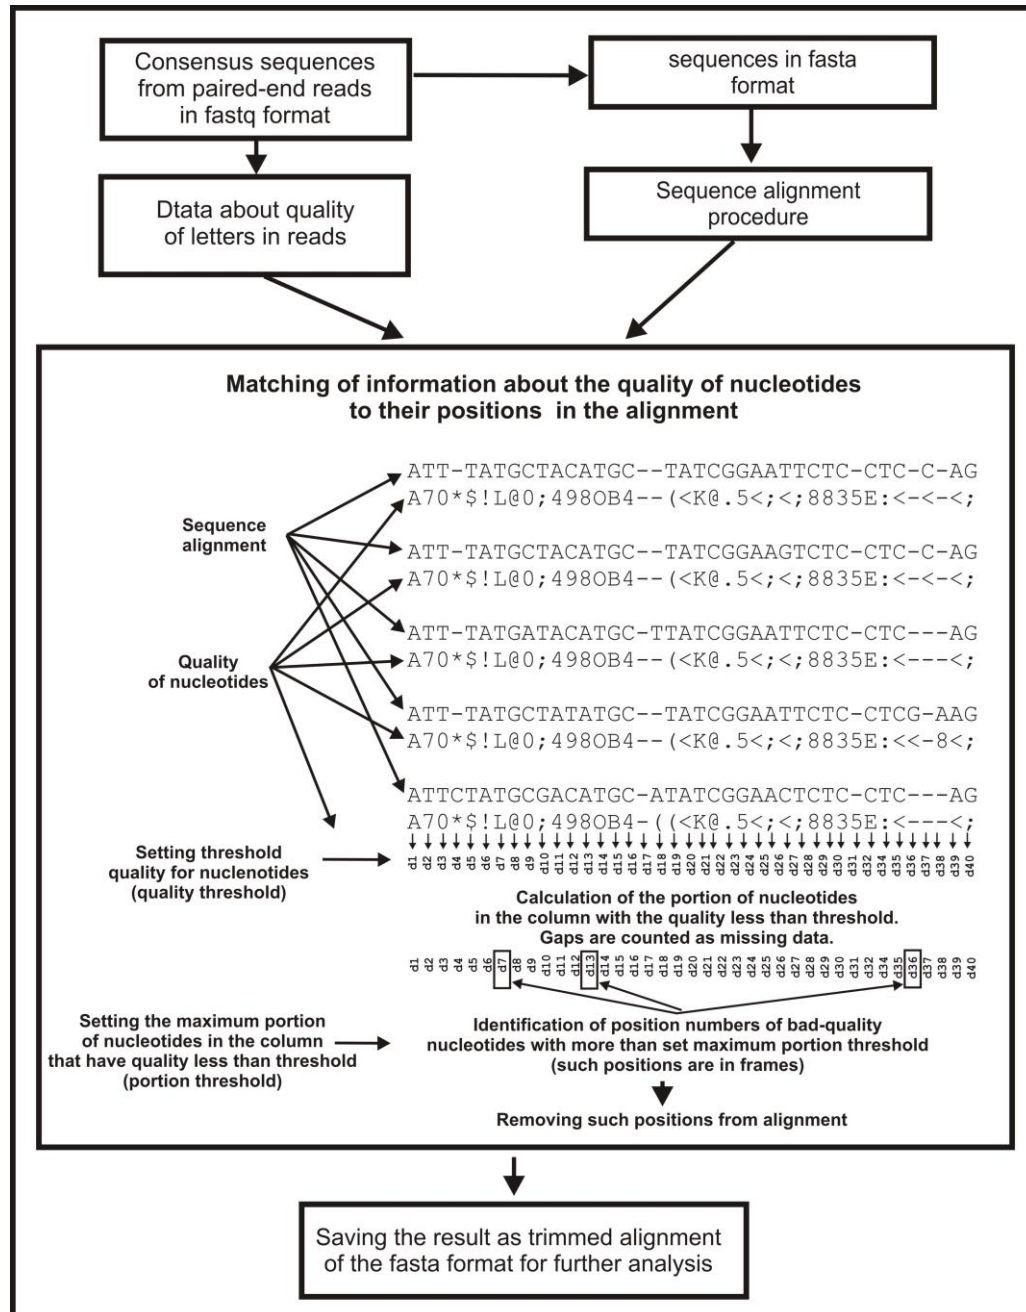 Consensus sequences
from paired-end reads
in fastq format
sequences in fasta
format
Dtata about quality
of letters in reads
Sequence alignment
procedure
Matching of information about the quality of nucleotides
to their positions in the alignment
ATT-TATGCTACATGC--TATCGGAATTCTC-CTC-C-AG
A70*$!L@0;498OB4--(<K@.5<;<;8835E:<-<-<;
Sequence
alignment
ATT-TATGCTACATGC--TATCGGAAGTCTC-CTC-C-AG
A70*$!L@0;498OB4--(<K@.5<;<;8835E:<-<-<;
ATT-TATGATACATGC-TTATCGGAATTCTC-CTC---AG
A70*$!L@0;498OB4--(<K@.5<;<;8835E:<---<;
Quality
of nucleotides
ATT-TATGCTATATGC--TATCGGAATTCTC-CTCG-AAG
A70*$!L@0;498OB4--(<K@.5<;<;8835E:<<-8<;
ATTCTATGCGACATGC-ATATCGGAACTCTC-CTC---AG
A70*$!L@0;498OB4-((<K@.5<;<;8835E:<---<;
Setting threshold
quality for nuclenotides
(quality threshold)
d1 d2 d3 d4 d5 d6 d7 d8 d9 d10 d11 d12 d13 d14 d15 d16 d17 d18 d19 d20 d21 d22 d23 d24 d25 d26 d27 d28 d29 d30 d31 d32 d34 d35 d36 d37 d38 d39 d40
Calculation of the portion of nucleotides
in the column with the quality less than threshold.
Gaps are counted as missing data.
d1 d2 d3 d4 d5 d6 d7 d8 d9 d10 d11 d12 d13 d14 d15 d16 d17 d18 d19 d20 d21 d22 d23 d24 d25 d26 d27 d28 d29 d30 d31 d32 d34 d35 d36 d37 d38 d39 d40
Setting the maximum portion
of nucleotides in the column
that have quality less than threshold
(portion threshold)
Identification of position numbers of bad-quality
nucleotides with more than set maximum portion threshold
(such positions are in frames)
Removing such positions from alignment
Saving the result as trimmed alignment
of the fasta format for further analysis